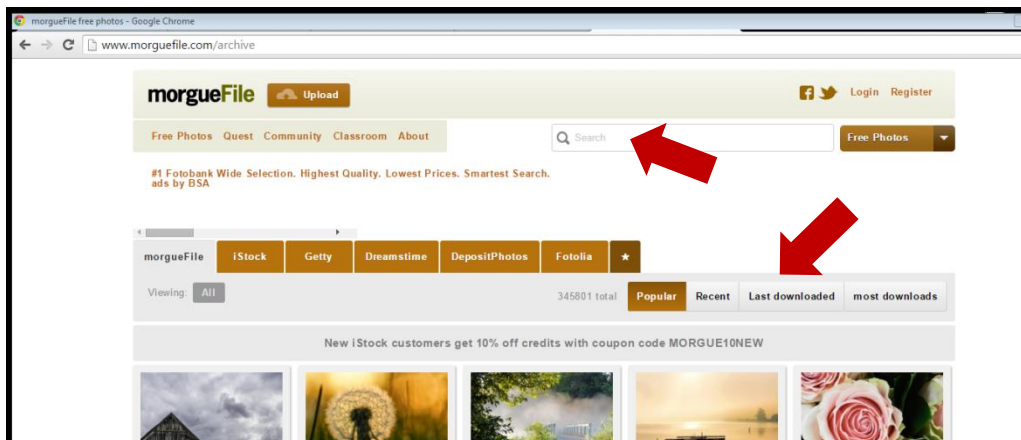 morgueFile free photos - Google Chrome
www.morguefile.com/archive
morgueFile Upload Login Register
Free Photos Quest Community Classroom About Search Free Photos
#1 Fotobank Wide Selection. Highest Quality. Lowest Prices. Smartest Search.
ads by BSA
morgueFile iStock Getty Dreamstime DepositPhotos Fotolia
Viewing: All 345801 total Popular Recent Last downloaded most downloads
New iStock customers get 10% off credits with coupon code MORGUE10NEW